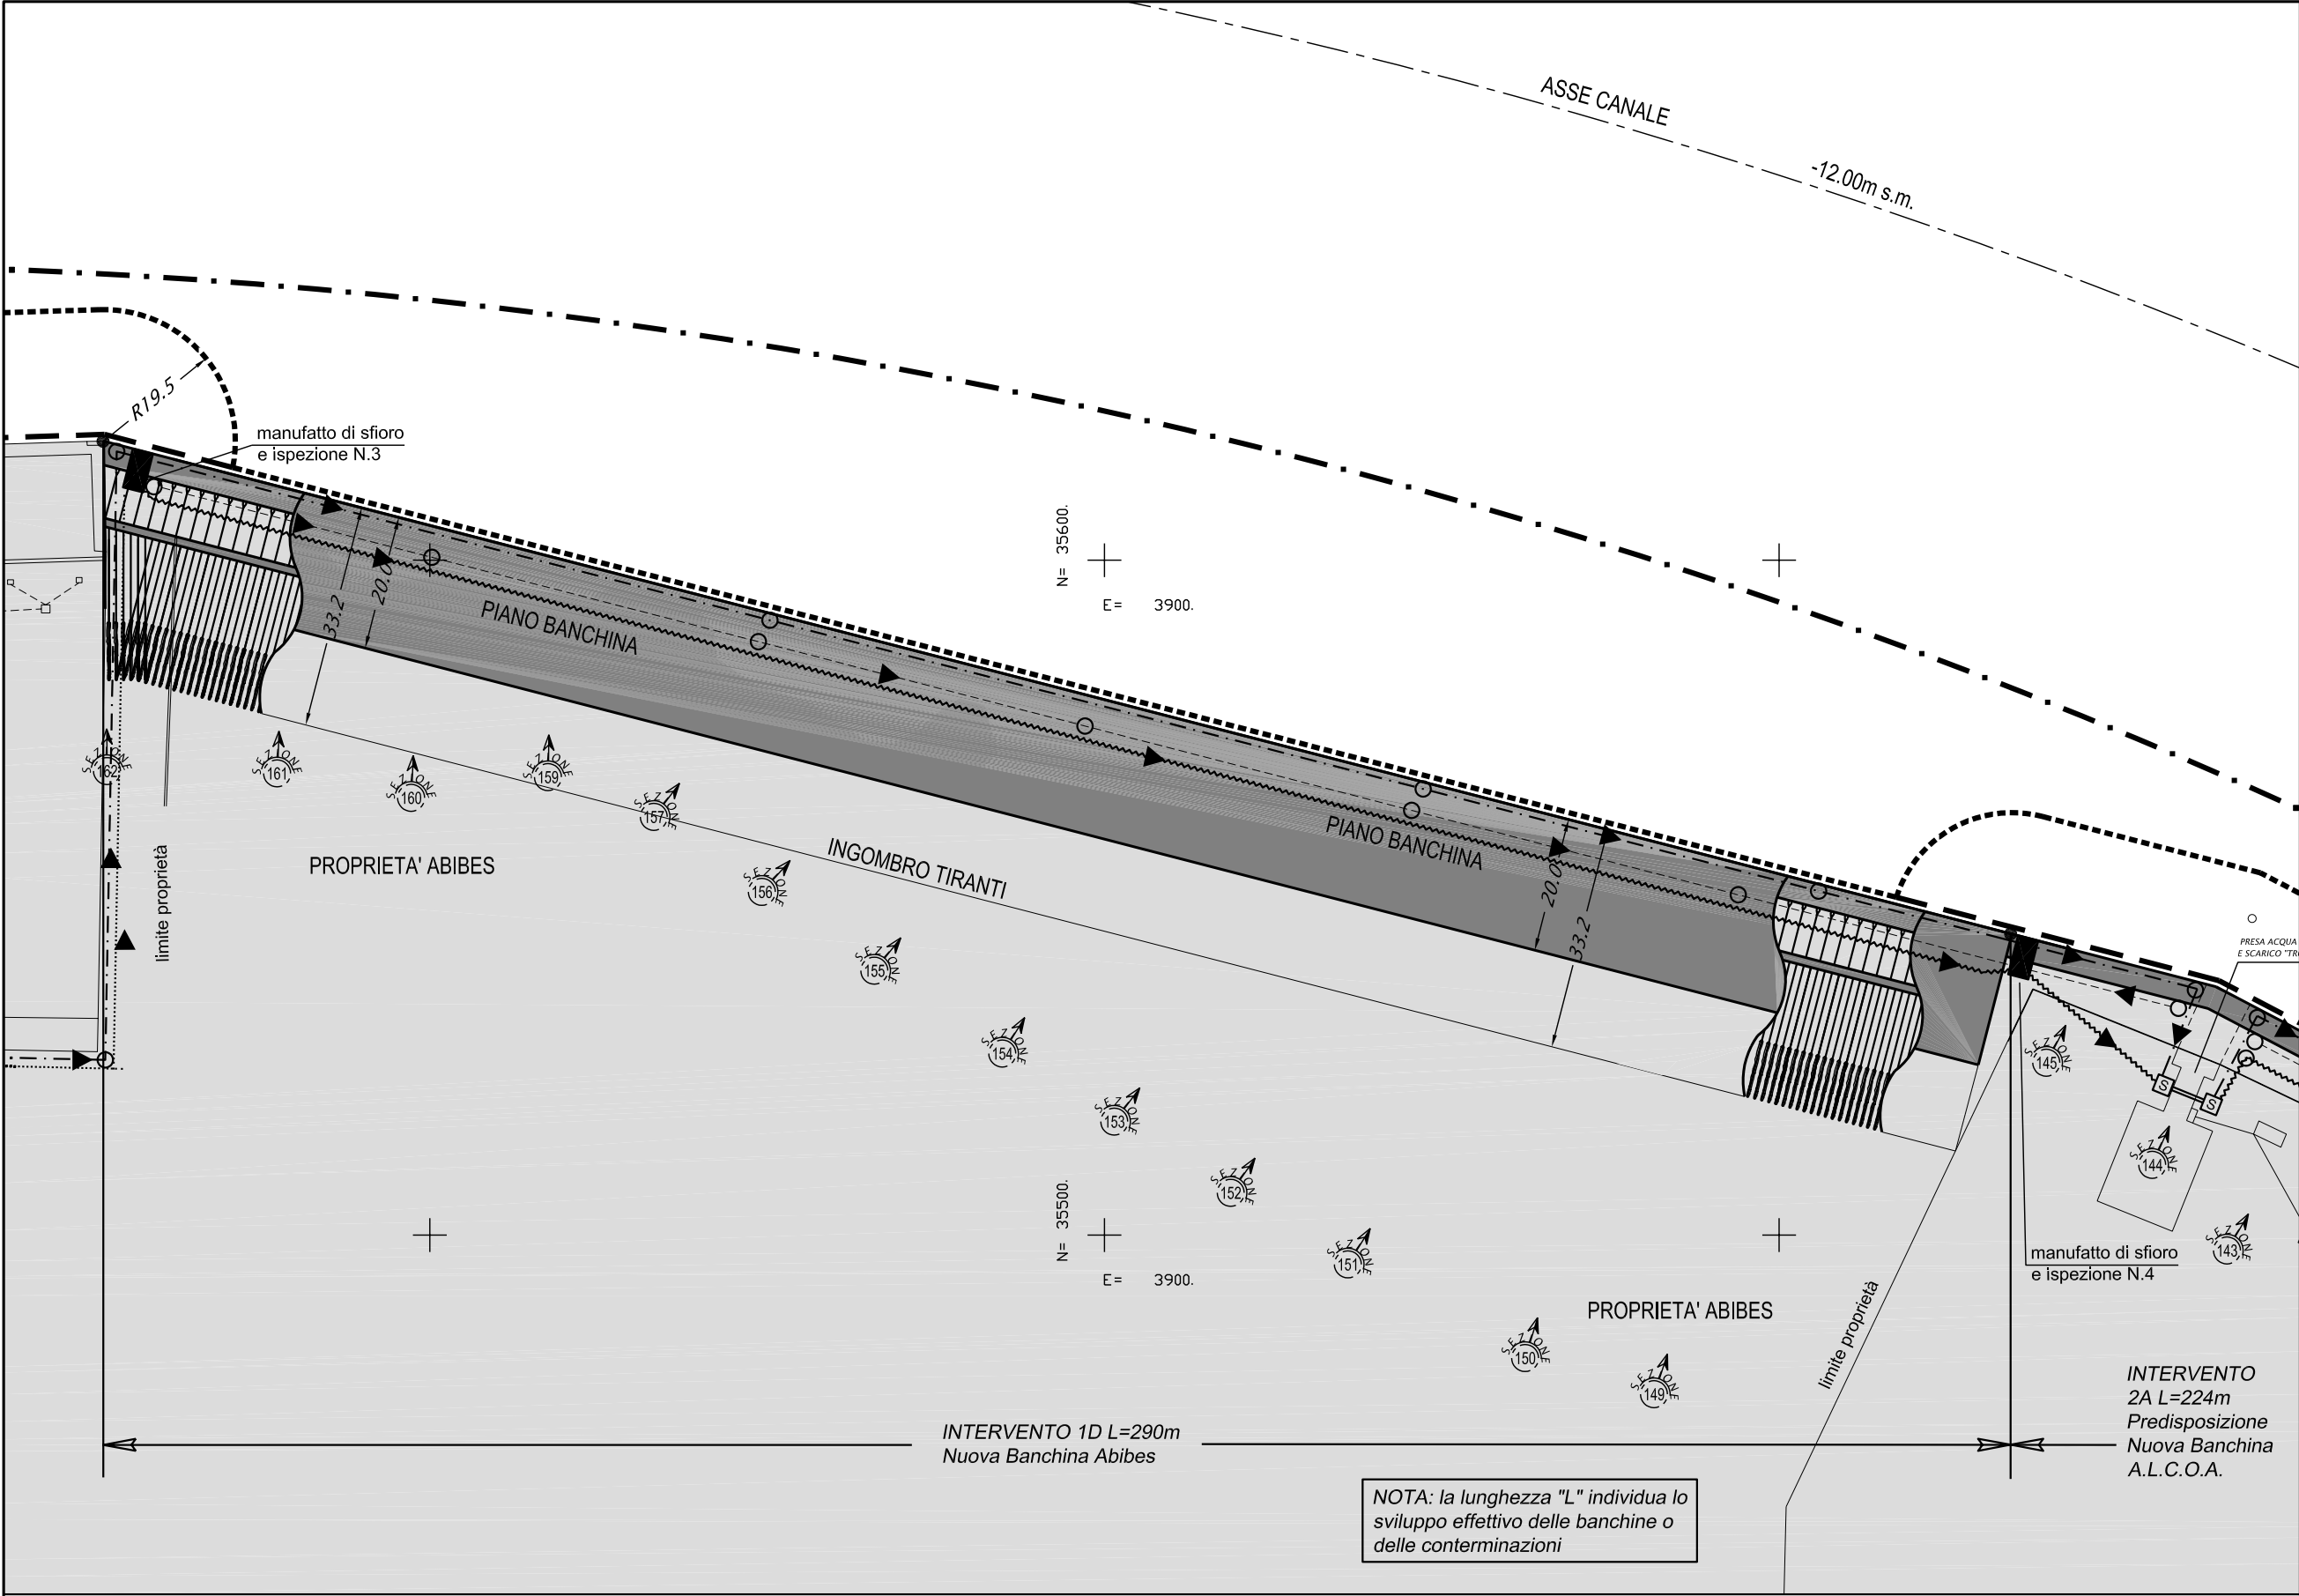 ASSE CANALE
-12.00m s.m.
R19.5
manufatto di sfioro
e ispezione N.3
N= 35600.
E= 3900.
33.2
20.0
PIANO BANCHINA
SEZIONE
162
SEZIONE
161
SEZIONE
160
SEZIONE
159
SEZIONE
157
SEZIONE
156
SEZIONE
155
SEZIONE
154
SEZIONE
153
SEZIONE
152
SEZIONE
151
SEZIONE
150
SEZIONE
149
SEZIONE
145
SEZIONE
144
SEZIONE
143
limite proprietà
PROPRIETA' ABIBES
INGOMBRO TIRANTI
PIANO BANCHINA
20.0
33.2
PRESA ACQUA
E SCARICO
S
S
N= 35500.
E= 3900.
manufatto di sfioro
e ispezione N.4
PROPRIETA' ABIBES
limite proprietà
INTERVENTO 1D L=290m
Nuova Banchina Abibes
INTERVENTO
2A L=224m
Predisposizione
Nuova Banchina
A.L.C.O.A.
NOTA: la lunghezza "L" individua lo
sviluppo effettivo delle banchine o
delle conterminazioni